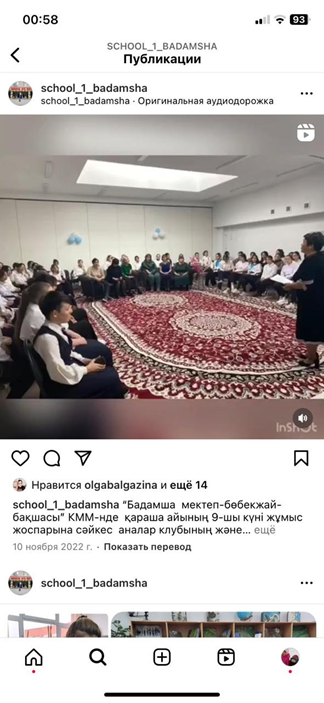 00:58
93
SCHOOL_1_BADAMSHA
Публикации
school_1_badamsha
school_1_badamsha · Оригинальная аудиодорожка
InShOt
Нравится olgabalgazina и ещё 14
school_1_badamsha “Бадамша мектеп-бөбекжай-
бақшасы” КММ-нде қараша айының 9-шы күні жұмыс
жоспарына сәйкес аналар клубының және... ещё
10 ноября 2022 г. · Показать перевод
school_1_badamsha